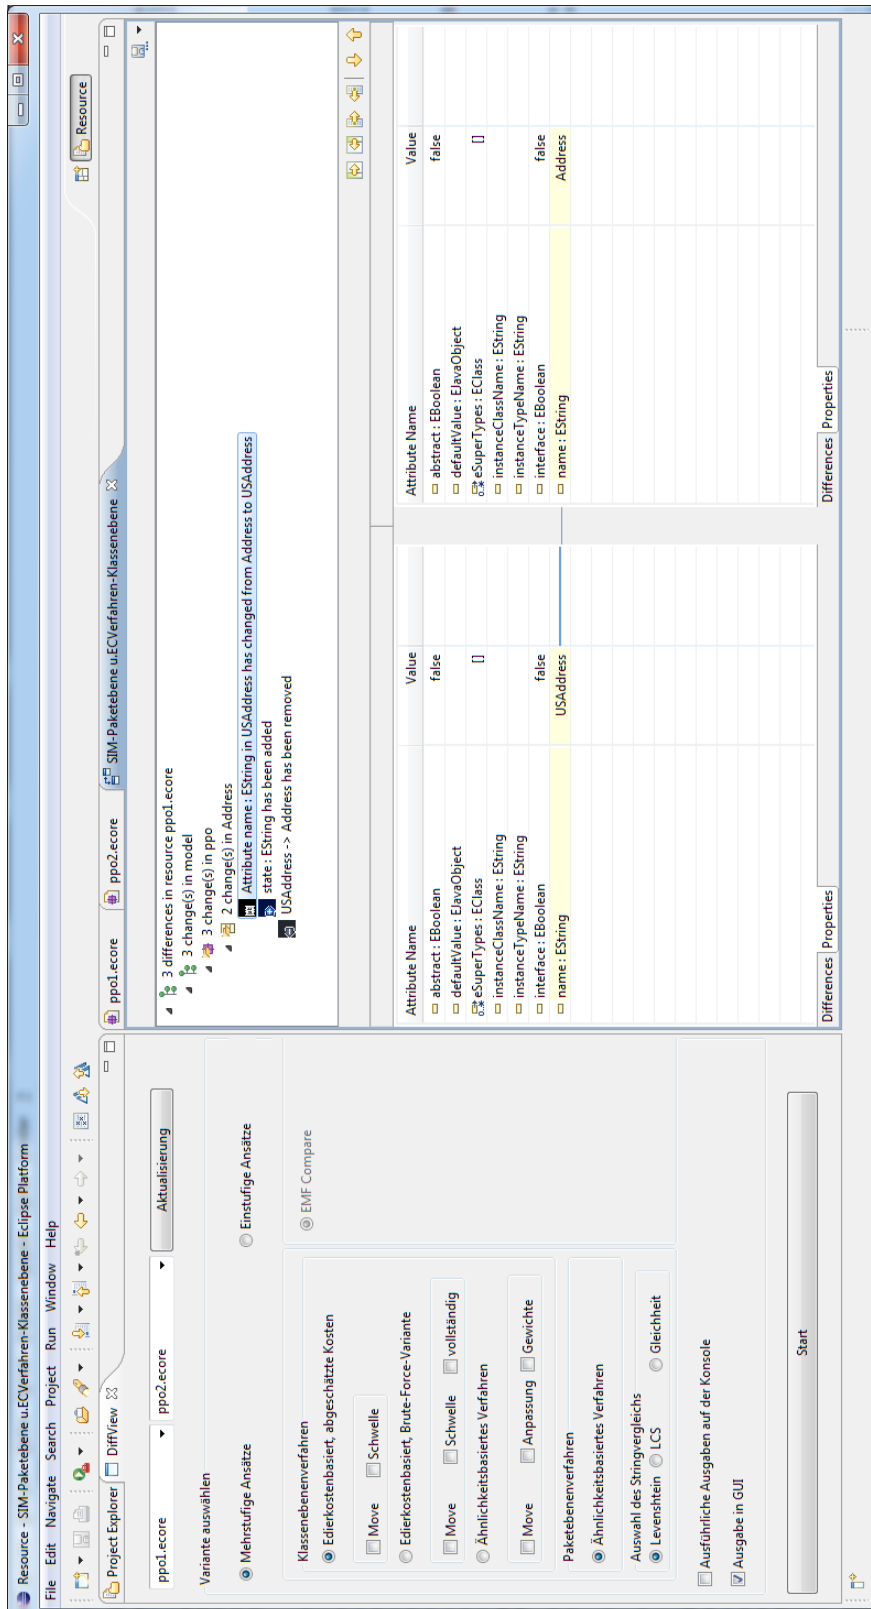 Resource - SIM-Paketebene u.ECVerfahren-Klassenebene - Eclipse Platform
File Edit Navigate Search Project Run Window Help
Resource
Project Explorer DiffView
ppo1.ecore ppo2.ecore Aktualisierung
Variante auswählen
Mehrstufige Ansätze Einstufige Ansätze
Klassenebenenverfahren
Edierkostenbasiert, abgeschätzte Kosten
Move Schwelle
Edierkostenbasiert, Brute-Force-Variante
Move Schwelle vollständig
Ähnlichkeitsbasiertes Verfahren
Move Anpassung Gewichte
Paketebenenverfahren
Ähnlichkeitsbasiertes Verfahren
Auswahl des Stringvergleichs
Levenshtein LCS Gleichheit
EMF Compare
Ausführliche Ausgaben auf der Konsole
Ausgabe in GUI
Start
ppo1.ecore ppo2.ecore SIM-Paketebene u.ECVerfahren-Klassenebene
3 differences in resource ppo1.ecore
3 change(s) in model
3 change(s) in ppo
2 change(s) in Address
Attribute name : EString in USAddress has changed from Address to USAddress
state : EString has been added
USAddress -> Address has been removed
Attribute Name Value
abstract : EBoolean false
defaultValue : EJavaObject
0..* eSuperTypes : EClass []
instanceClassName : EString
instanceTypeName : EString
interface : EBoolean false
name : EString USAddress
Differences Properties
Attribute Name Value
abstract : EBoolean false
defaultValue : EJavaObject
0..* eSuperTypes : EClass []
instanceClassName : EString
instanceTypeName : EString
interface : EBoolean false
name : EString Address
Differences Properties